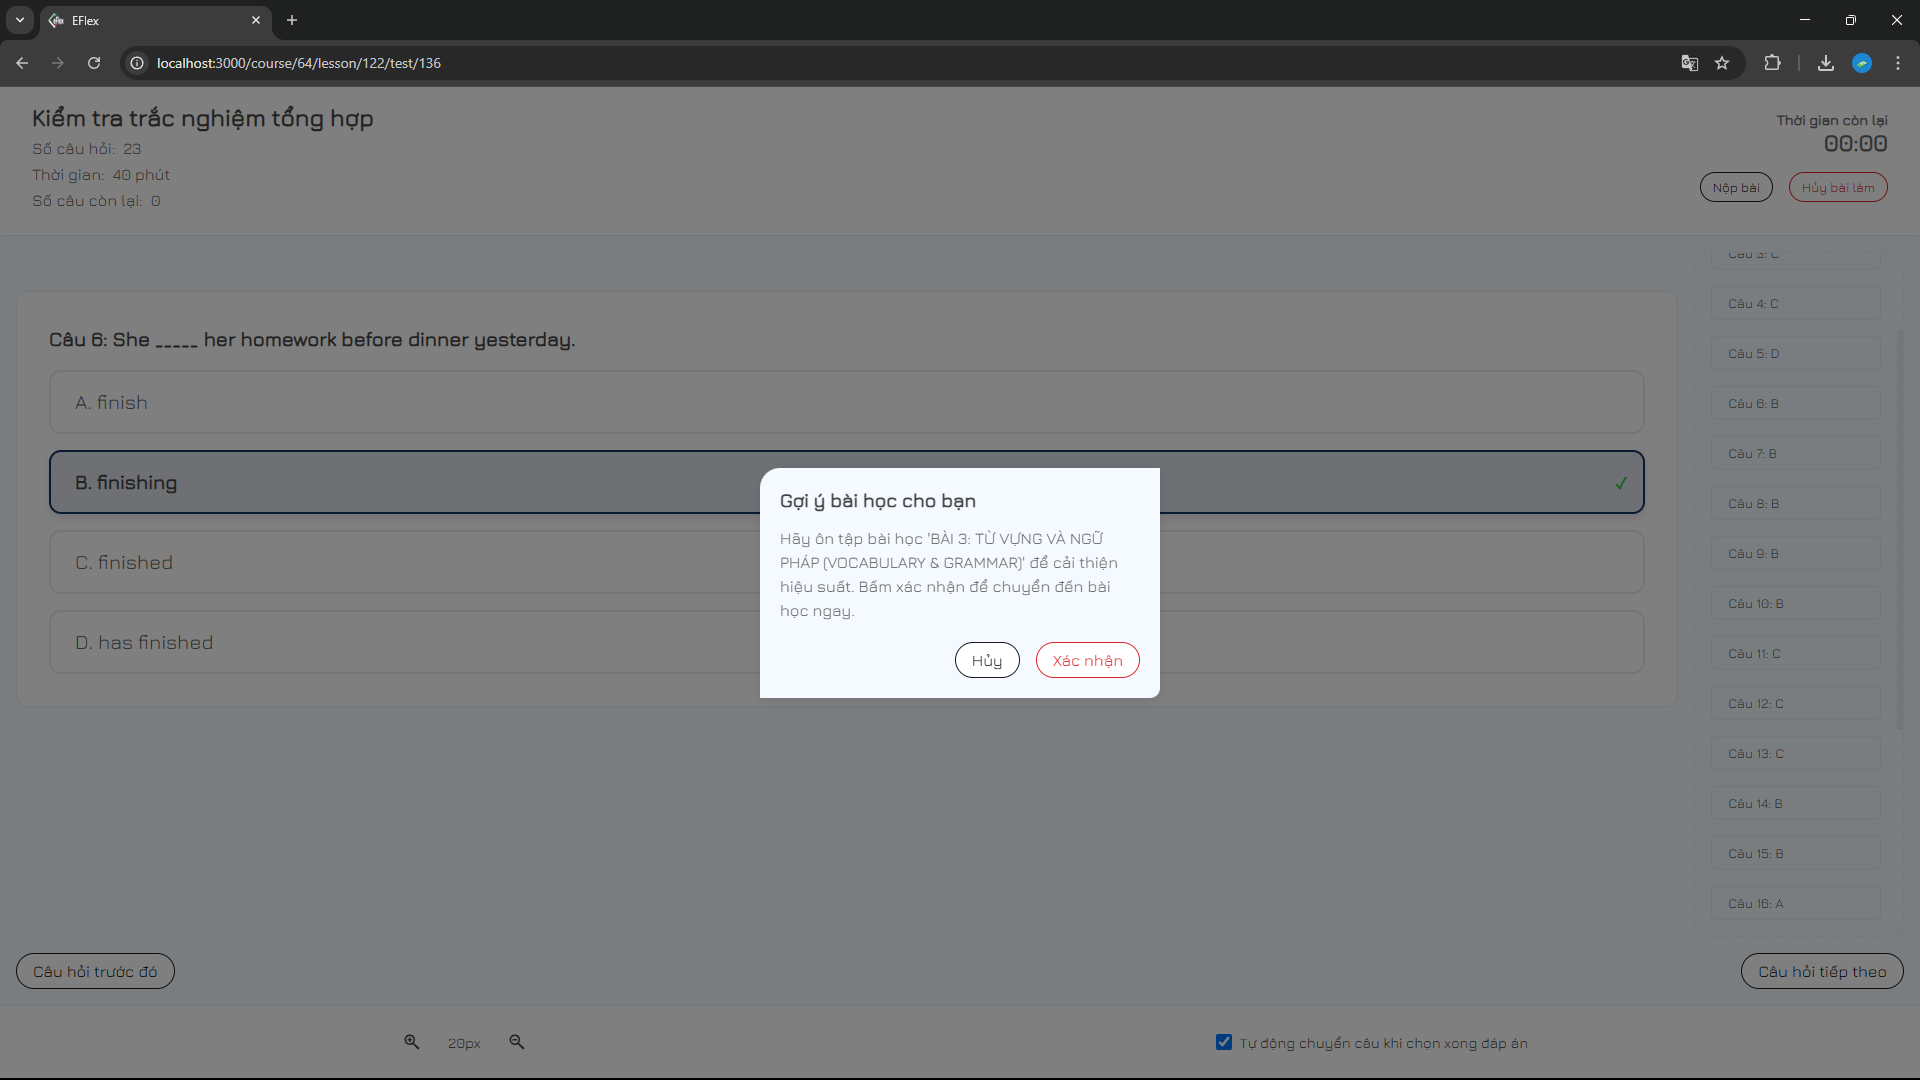 EFlex
localhost:3000/course/64/lesson/122/test/136
Kiểm tra trắc nghiệm tổng hợp
Số câu hỏi: 23
Thời gian: 40 phút
Số câu còn lại: 0
Thời gian còn lại
00:00
Nộp bài
Hủy bài làm
Câu 6: She _____ her homework before dinner yesterday.
A. finish
B. finishing
C. finished
D. has finished
Gợi ý bài học cho bạn
Hãy ôn tập bài học 'BÀI 3: TỪ VỰNG VÀ NGỮ
PHÁP (VOCABULARY & GRAMMAR)' để cải thiện
hiệu suất. Bấm xác nhận để chuyển đến bài
học ngay.
Hủy
Xác nhận
Câu 3: C
Câu 4: C
Câu 5: D
Câu 6: B
Câu 7: B
Câu 8: B
Câu 9: B
Câu 10: B
Câu 11: C
Câu 12: C
Câu 13: C
Câu 14: B
Câu 15: B
Câu 16: A
Câu hỏi trước đó
Câu hỏi tiếp theo
20px
Tự động chuyển câu khi chọn xong đáp án